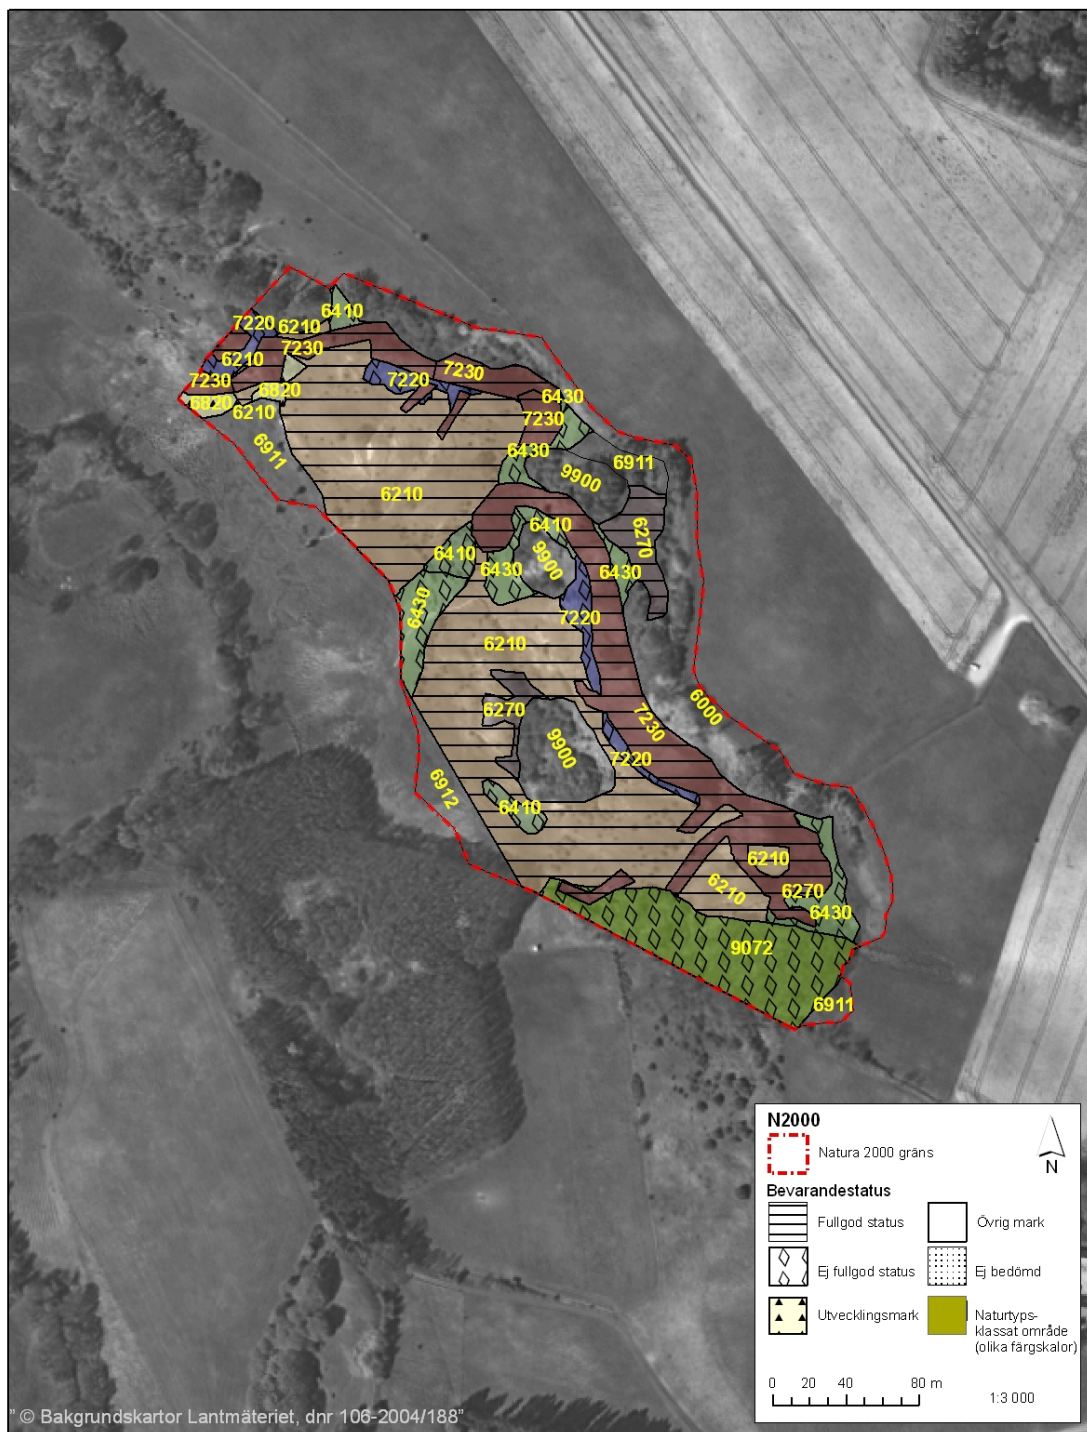 6410
7220
6210
7230
6210
7230
7220
7230
6820
6820
6210
6430
7230
6911
6430
6911
9900
6210
6410
6270
6410
9900
6430
6430
6430
7220
6210
6270
7230
6000
9900
7220
6912
6410
6210
6210
6270
6430
9072
6911
N2000
Natura 2000 gräns
N
Bevarandestatus
Fullgod status
Övrig mark
Ej fullgod status
Ej bedömd
Utvecklingsmark
Naturtyps-
klassat område
(olika färgskalor)
0 20 40 80 m
1:3 000
" © Bakgrundskartor Lantmäteriet, dnr 106-2004/188"